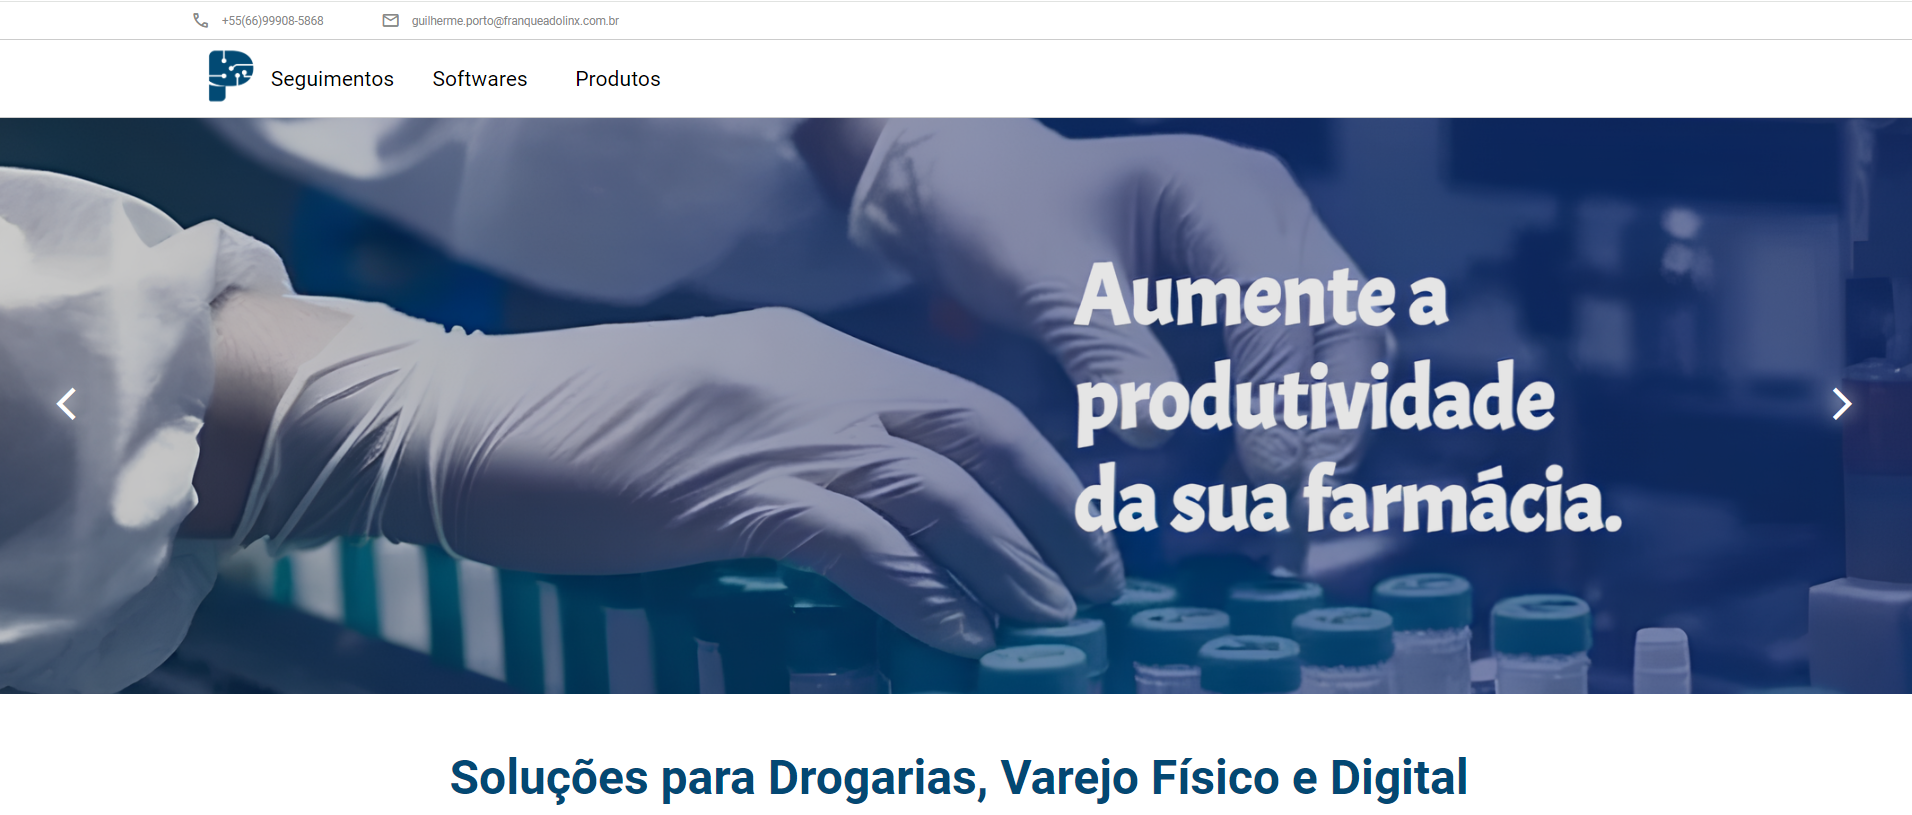 +55(66)99908-5868 guilherme.porto@franqueadolinx.com.br
Seguimentos Softwares Produtos
Aumente a
produtividade
da sua farmácia.
Soluções para Drogarias, Varejo Físico e Digital